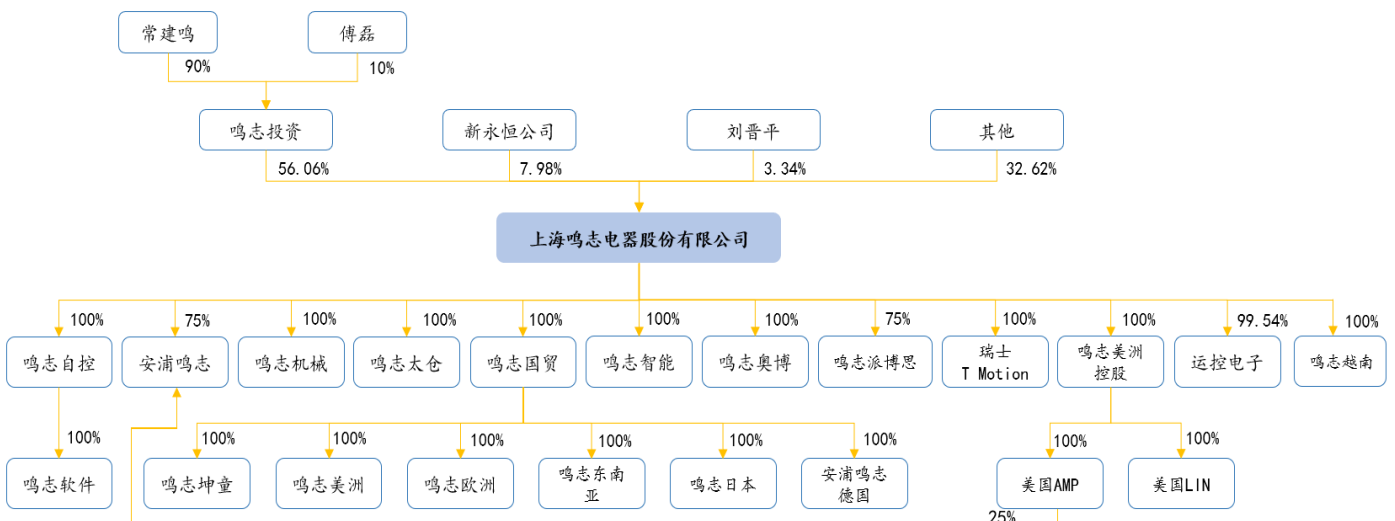 常建鸣
傅磊
90%
10%
鸣志投资
新永恒公司
刘晋平
其他
56.06%
7.98%
3.34%
32.62%
上海鸣志电器股份有限公司
100%
75%
100%
100%
100%
100%
100%
75%
100%
100%
99.54%
100%
鸣志自控
安浦鸣志
鸣志机械
鸣志太仓
鸣志国贸
鸣志智能
鸣志奥博
鸣志派博思
瑞士
T Motion
鸣志美洲
控股
运控电子
鸣志越南
100%
100%
100%
100%
100%
100%
100%
100%
100%
鸣志软件
鸣志坤童
鸣志美洲
鸣志欧洲
鸣志东南
亚
鸣志日本
安浦鸣志
德国
美国AMP
美国LIN
25%